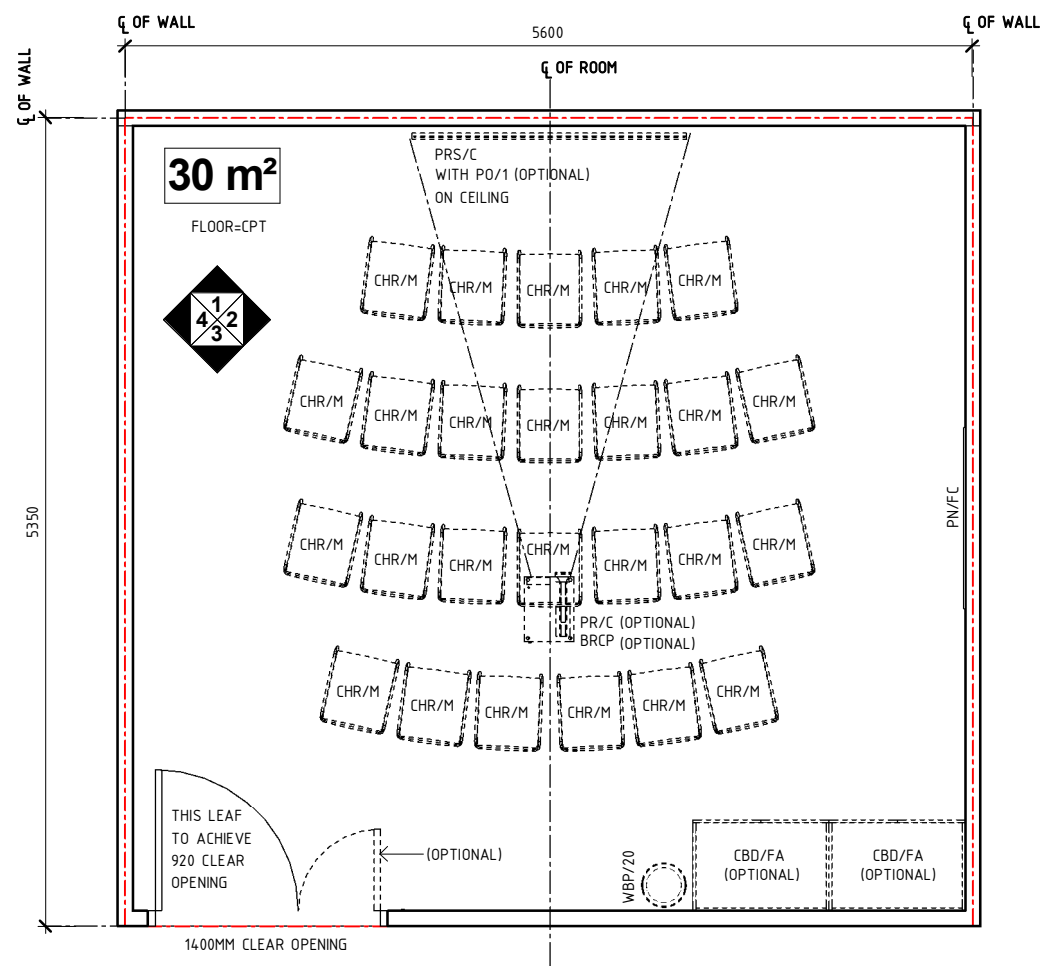 ℄ OF WALL
℄ OF WALL
5600
℄ OF ROOM
℄ OF WALL
30 m²
FLOOR=CPT
PRS/C
WITH PO/1 (OPTIONAL)
ON CEILING
1
4 2
3
CHR/M CHR/M CHR/M CHR/M CHR/M
CHR/M CHR/M CHR/M CHR/M CHR/M CHR/M CHR/M
5350
PN/FC
CHR/M CHR/M CHR/M CHR/M CHR/M CHR/M CHR/M
PR/C (OPTIONAL)
BRCP (OPTIONAL)
CHR/M CHR/M CHR/M CHR/M CHR/M CHR/M
THIS LEAF
TO ACHIEVE
920 CLEAR
OPENING
(OPTIONAL)
WBP/20
CBD/FA
(OPTIONAL)
CBD/FA
(OPTIONAL)
1400MM CLEAR OPENING